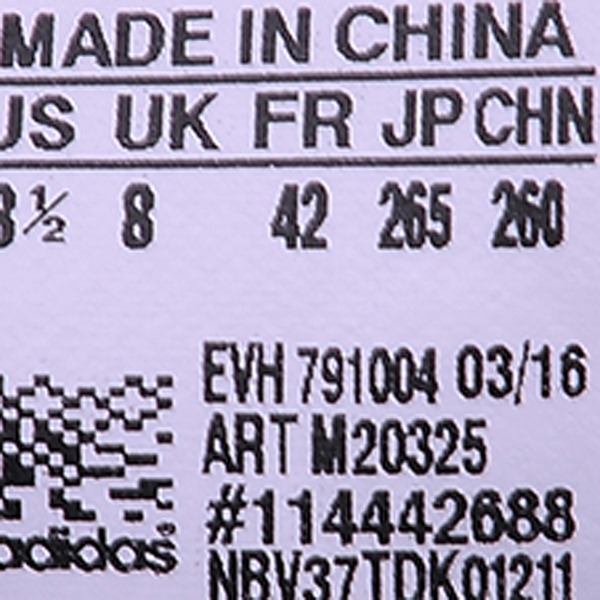 MADE IN CHINA
US UK FR JP CHN
8½ 8 42 265 260
EVH 791004 03/16
ART M20325
#114442688
adidas®
NBV37TDK01211